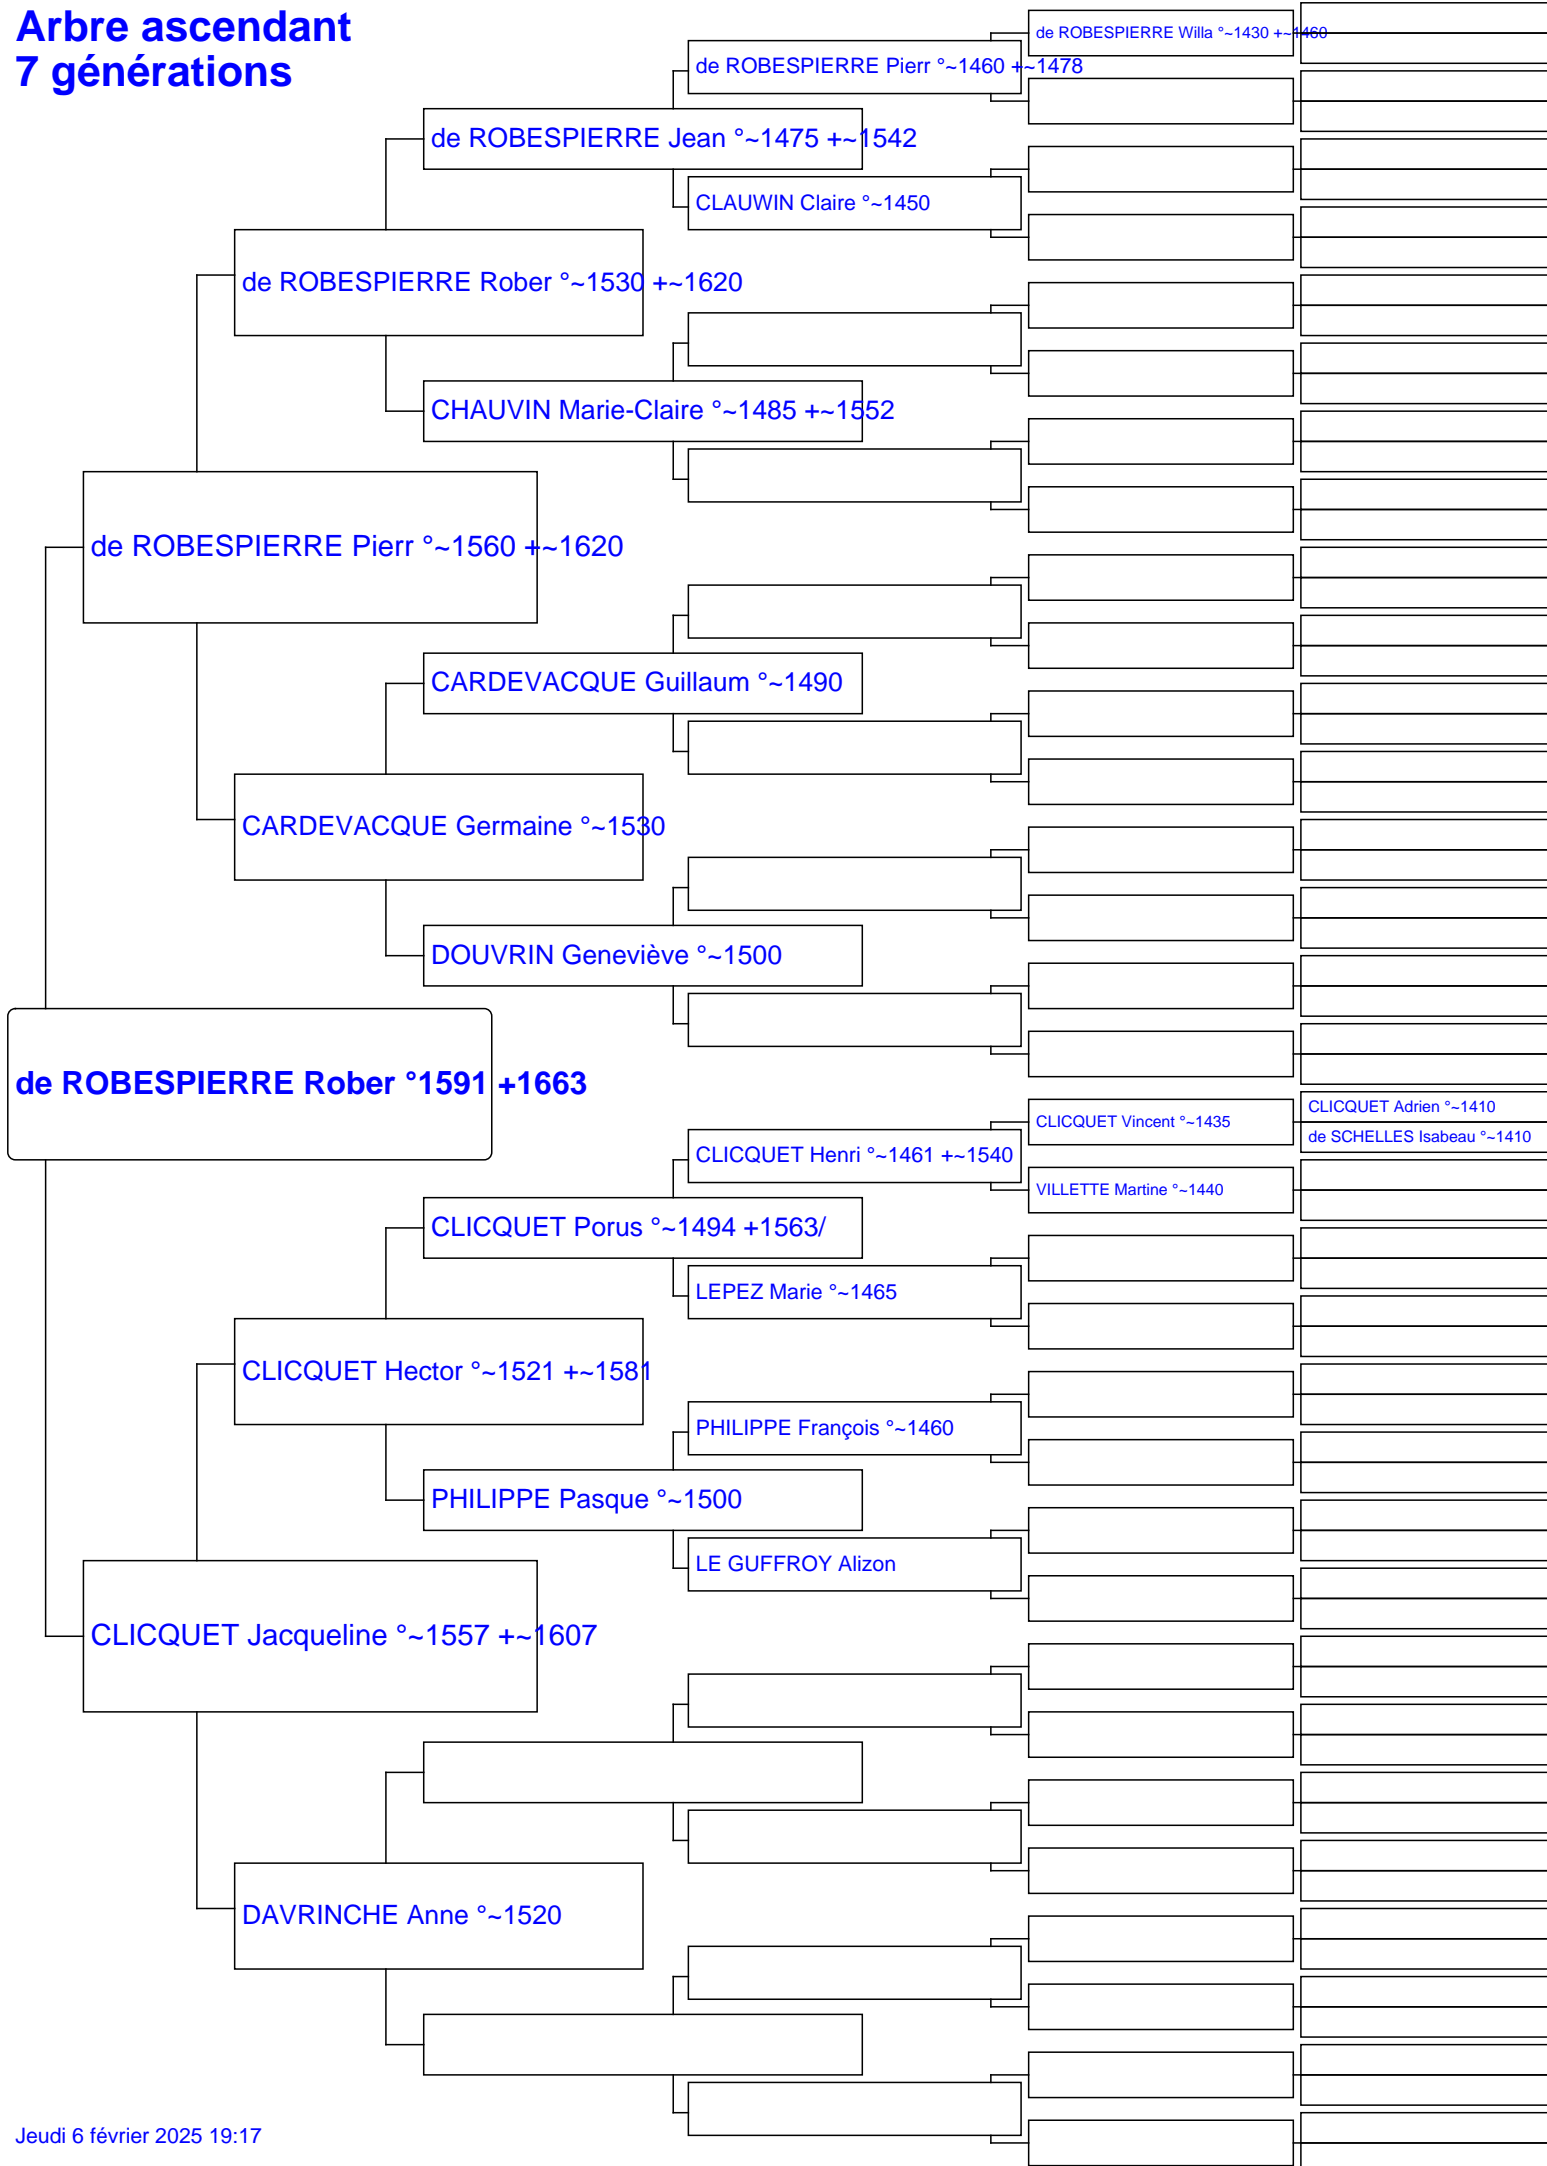 Arbre ascendant
7 générations
de ROBESPIERRE Willa °~1430 +~1460
de ROBESPIERRE Pierr °~1460 +~1478
de ROBESPIERRE Jean °~1475 +~1542
CLAUWIN Claire °~1450
de ROBESPIERRE Rober °~1530 +~1620
CHAUVIN Marie-Claire °~1485 +~1552
de ROBESPIERRE Pierr °~1560 +~1620
CARDEVACQUE Guillaum °~1490
CARDEVACQUE Germaine °~1530
DOUVRIN Geneviève °~1500
de ROBESPIERRE Rober °1591 +1663
CLICQUET Adrien °~1410
CLICQUET Vincent °~1435
de SCHELLES Isabeau °~1410
CLICQUET Henri °~1461 +~1540
VILLETTE Martine °~1440
CLICQUET Porus °~1494 +1563/
LEPEZ Marie °~1465
CLICQUET Hector °~1521 +~1581
PHILIPPE François °~1460
PHILIPPE Pasque °~1500
LE GUFFROY Alizon
CLICQUET Jacqueline °~1557 +~1607
DAVRINCHE Anne °~1520
Jeudi 6 février 2025 19:17